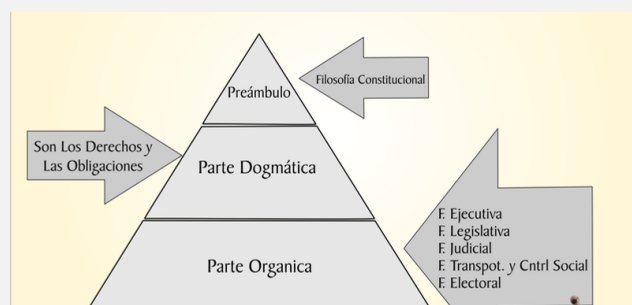 Preámbulo
Filosofía Constitucional
Son Los Derechos y
Las Obligaciones
Parte Dogmática
Parte Organica
F. Ejecutiva
F. Legislativa
F. Judicial
F. Transpot. y Cntrl Social
F. Electoral